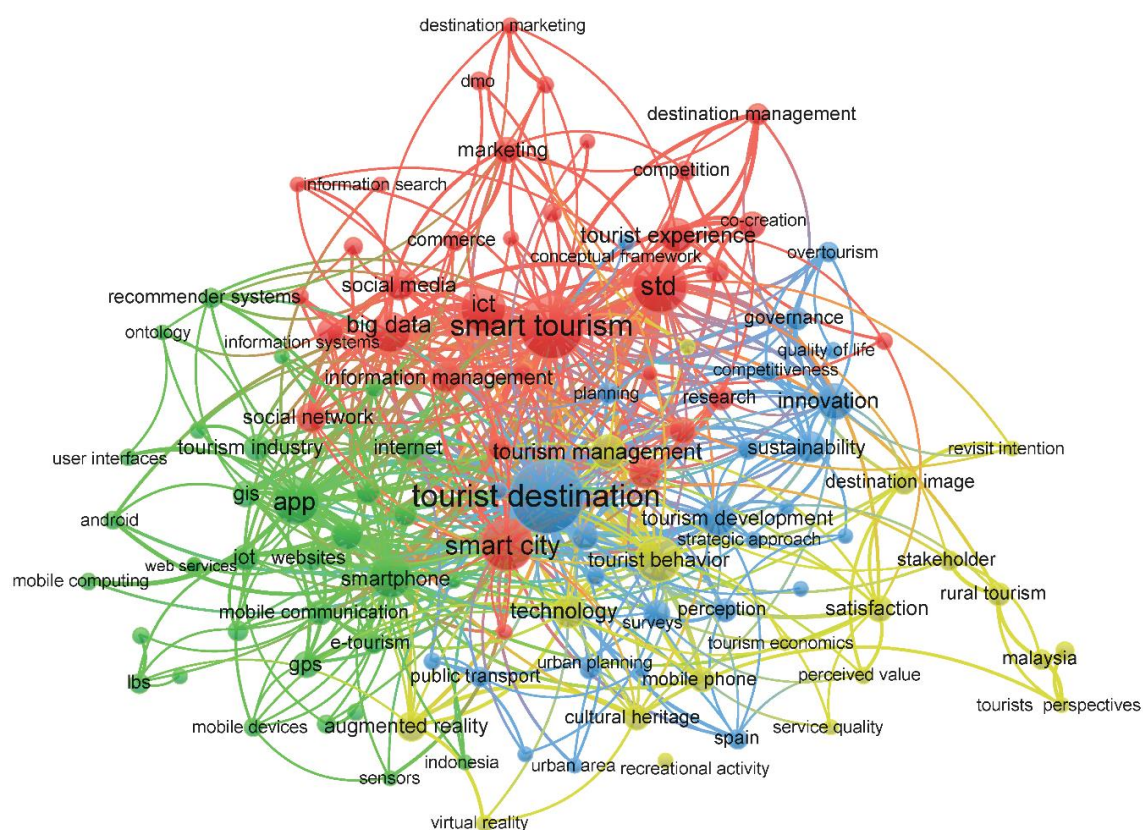 destination marketing
dmo
destination management
marketing
competition
information search
co-creation
commerce
tourist experience
conceptual framework
overtourism
social media
std
recommender systems
ict
governance
ontology
big data
smart tourism
information systems
quality of life
competitiveness
information management
planning
research
innovation
social network
tourism industry
internet
tourism management
sustainability
revisit intention
user interfaces
destination image
gis
app
tourist destination
android
tourism development
strategic approach
smart city
iot
websites
web services
tourist behavior
stakeholder
mobile computing
smartphone
rural tourism
mobile communication
technology
perception
satisfaction
surveys
e-tourism
tourism economics
gps
urban planning
malaysia
lbs
public transport
mobile phone
perceived value
tourists perspectives
mobile devices
augmented reality
cultural heritage
service quality
spain
indonesia
urban area
recreational activity
sensors
virtual reality